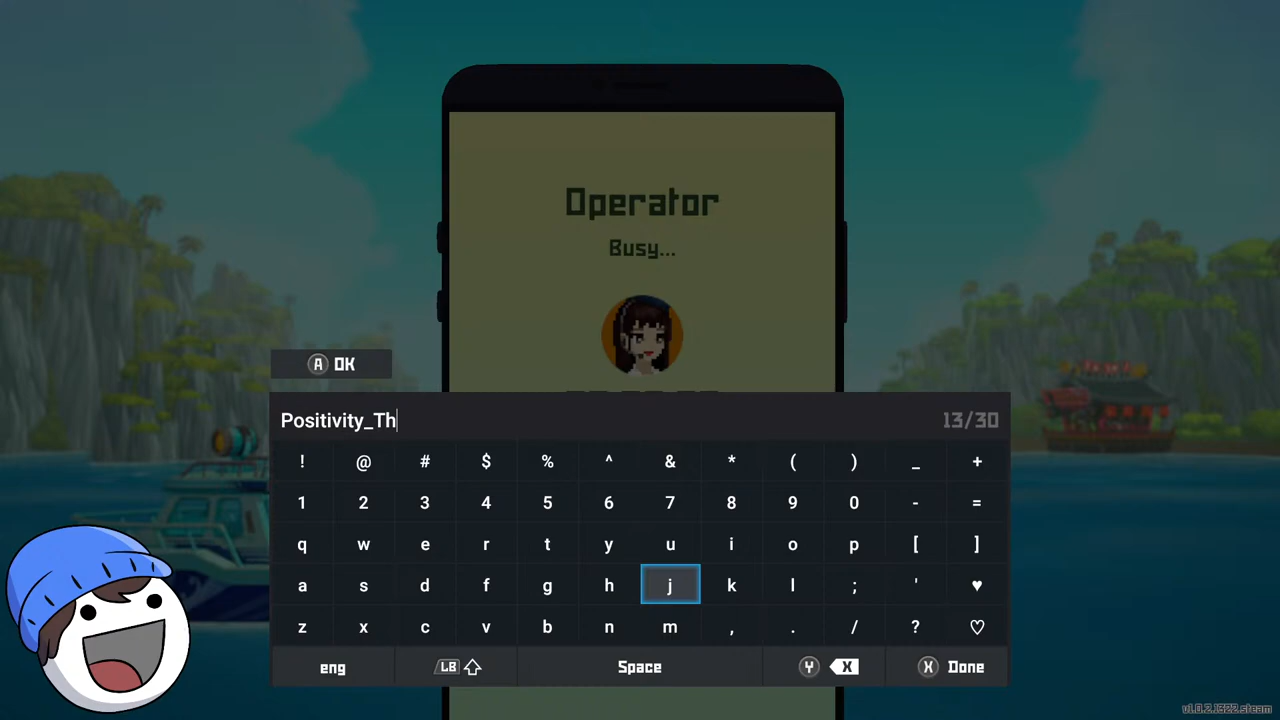 Operator
Busy...
A OK
Positivity_Th
13/30
! @ # $ % ^ & * ( ) _ +
1 2 3 4 5 6 7 8 9 0 - =
q w e r t y u i o p [ ]
a s d f g h j k l ; ' ♥
z x c v b n m , . / ? ♡
eng LB Space Y X X Done
v1.0.2.1322.steam